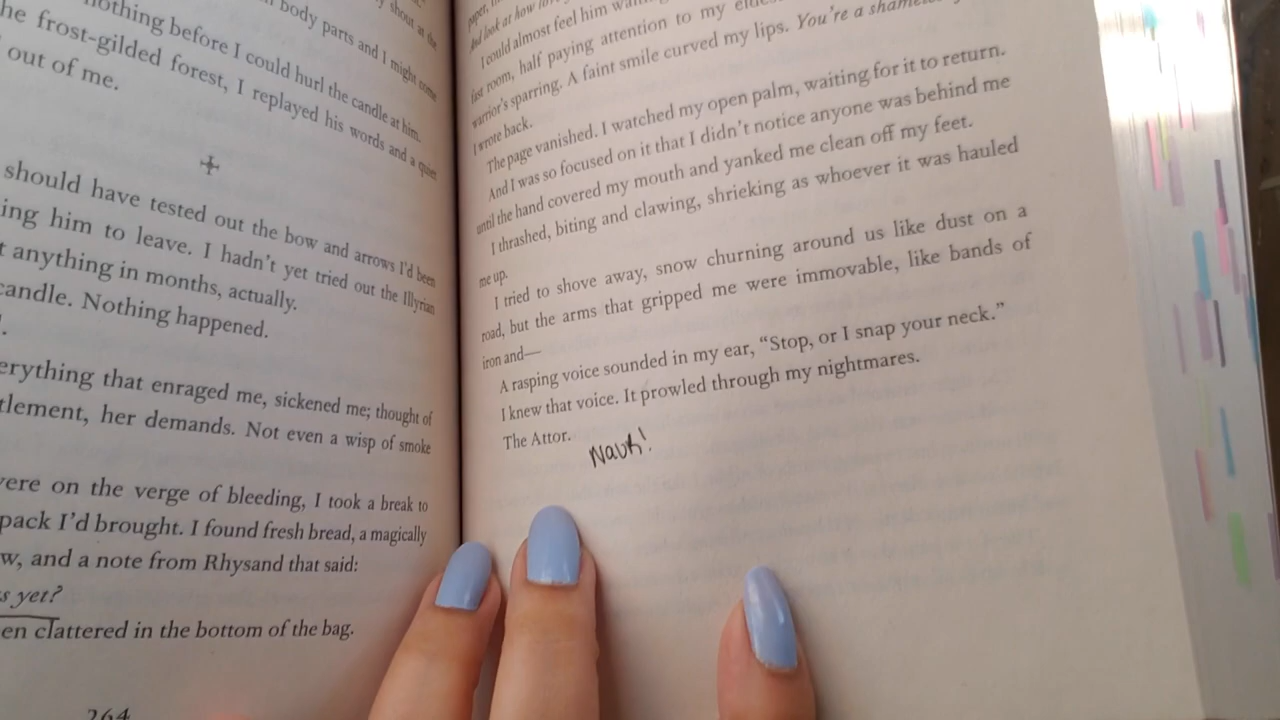 nothing before I could hurl the candle at him.
he frost-gilded forest, I replayed his words and a quiet
out of me.
should have tested out the bow and arrows I'd been
ing him to leave. I hadn't yet tried out the Illyrian
t anything in months, actually.
candle. Nothing happened.
erything that enraged me, sickened me; thought of
tlement, her demands. Not even a wisp of smoke
vere on the verge of bleeding, I took a break to
pack I'd brought. I found fresh bread, a magically
w, and a note from Rhysand that said:
s yet?
en clattered in the bottom of the bag.
264
And look at how
I could almost feel him
fast room, half paying attention to my
warrior's sparring. A faint smile curved my lips. You're a
I wrote back.
The page vanished. I watched my open palm, waiting for it to return.
And I was so focused on it that I didn't notice anyone was behind me
until the hand covered my mouth and yanked me clean off my feet.
I thrashed, biting and clawing, shrieking as whoever it was hauled
me up.
I tried to shove away, snow churning around us like dust on a
road, but the arms that gripped me were immovable, like bands of
iron and—
A rasping voice sounded in my ear, “Stop, or I snap your neck.”
I knew that voice. It prowled through my nightmares.
The Attor.
Naur!